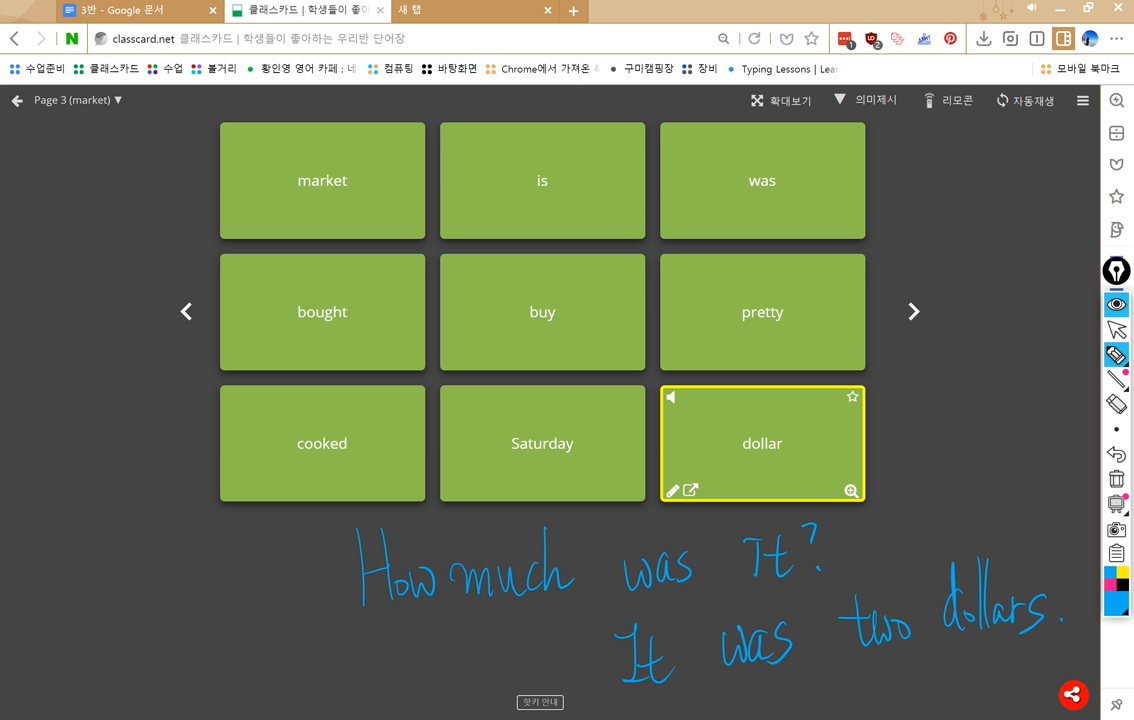 3반 - Google 문서
클래스카드 | 학생들이 좋아
새 탭
classcard.net 클래스카드 | 학생들이 좋아하는 우리반 단어장
수업준비 클래스카드 수업 볼거리 황인영 영어 카페 : 네 컴퓨팅 바탕화면 Chrome에서 가져온 구미캠핑장 장비 Typing Lessons | Lear 모바일 북마크
Page 3 (market) ▼
확대보기 의미제시 리모콘 자동재생
market is was
bought buy pretty
cooked Saturday dollar
How much was It?
It was two dollars.
핫키 안내